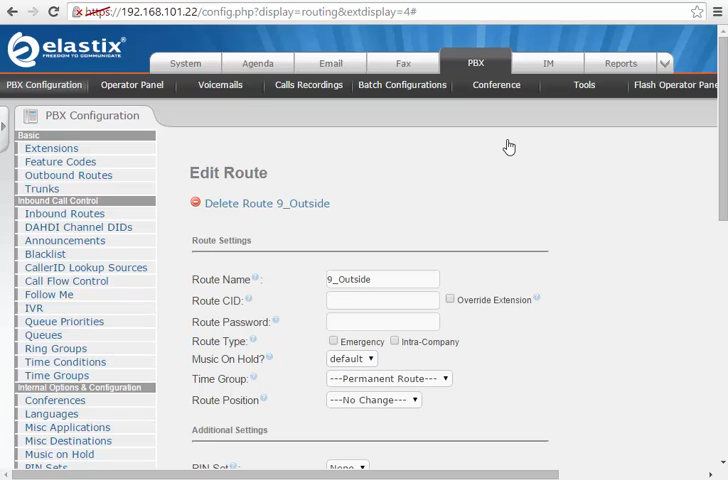 https://192.168.101.22/config.php?display=routing&extdisplay=4#
elastix
FREEDOM TO COMMUNICATE
System
Agenda
Email
Fax
PBX
IM
Reports
PBX Configuration
Operator Panel
Voicemails
Calls Recordings
Batch Configurations
Conference
Tools
Flash Operator Pane
PBX Configuration
Basic
Extensions
Feature Codes
Outbound Routes
Trunks
Inbound Call Control
Inbound Routes
DAHDI Channel DIDs
Announcements
Blacklist
CallerID Lookup Sources
Call Flow Control
Follow Me
IVR
Queue Priorities
Queues
Ring Groups
Time Conditions
Time Groups
Internal Options & Configuration
Conferences
Languages
Misc Applications
Misc Destinations
Music on Hold
PIN Sets
Edit Route
Delete Route 9_Outside
Route Settings
Route Name?: 9_Outside
Route CID?: Override Extension?
Route Password?:
Route Type?: Emergency Intra-Company
Music On Hold?? default
Time Group?: ---Permanent Route---
Route Position? ---No Change---
Additional Settings
PIN Set?: None